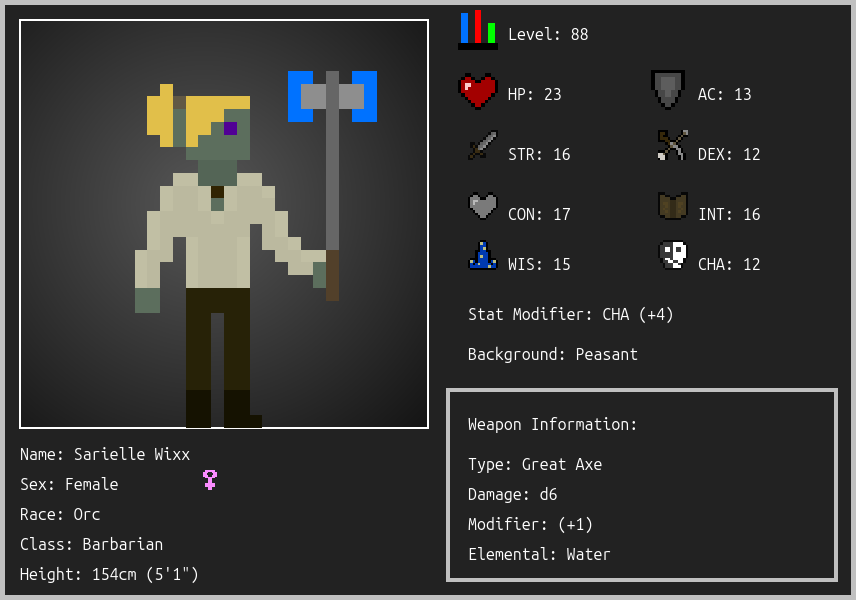 Level: 88
HP: 23
AC: 13
STR: 16
DEX: 12
CON: 17
INT: 16
WIS: 15
CHA: 12
Stat Modifier: CHA (+4)
Background: Peasant
Weapon Information:
Type: Great Axe
Damage: d6
Modifier: (+1)
Elemental: Water
Name: Sarielle Wixx
Sex: Female
Race: Orc
Class: Barbarian
Height: 154cm (5'1")